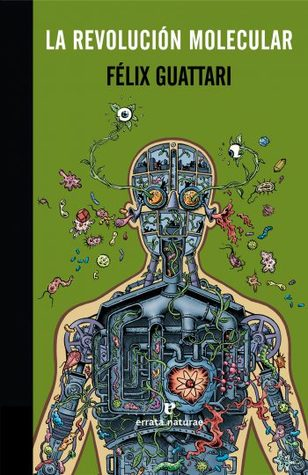 LA REVOLUCIÓN MOLECULAR
FÉLIX GUATTARI
errata naturae